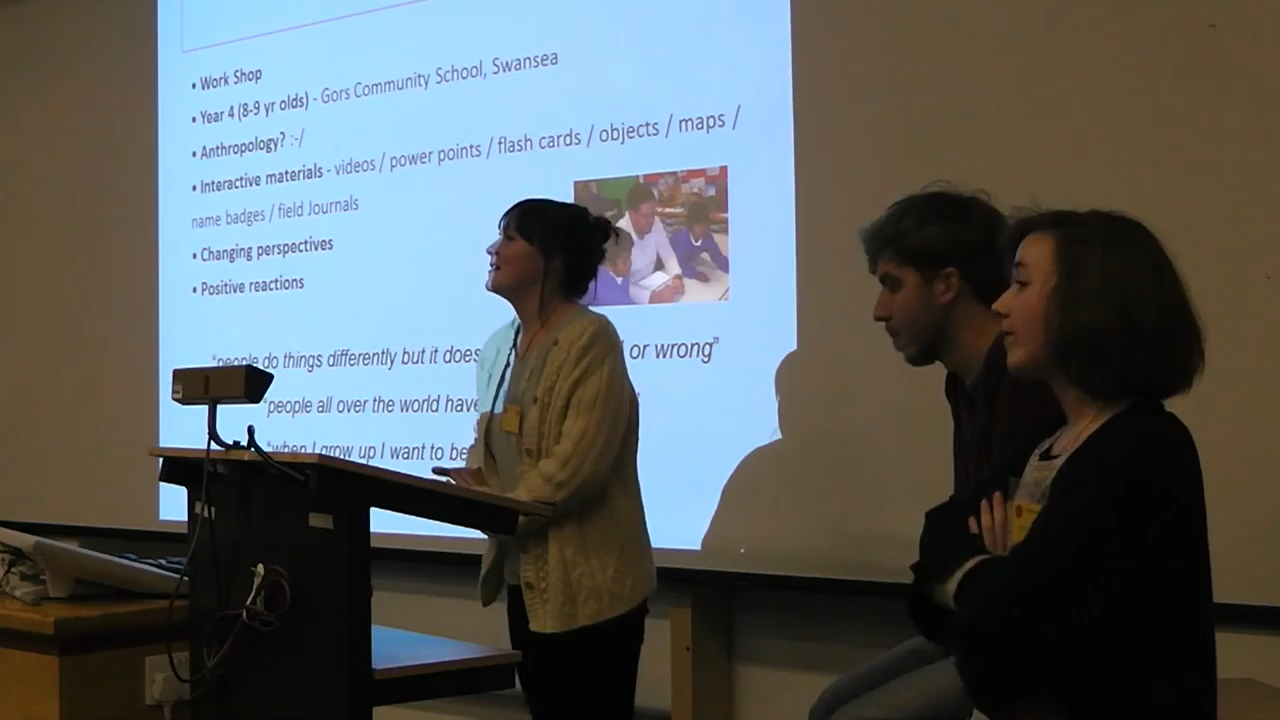 • Work Shop
• Year 4 (8-9 yr olds) - Gors Community School, Swansea
• Anthropology? :-/
• Interactive materials - videos / power points / flash cards / objects / maps /
name badges / field Journals
• Changing perspectives
• Positive reactions
“people do things differently but it does or wrong”
“people all over the world have
“when I grow up I want to be